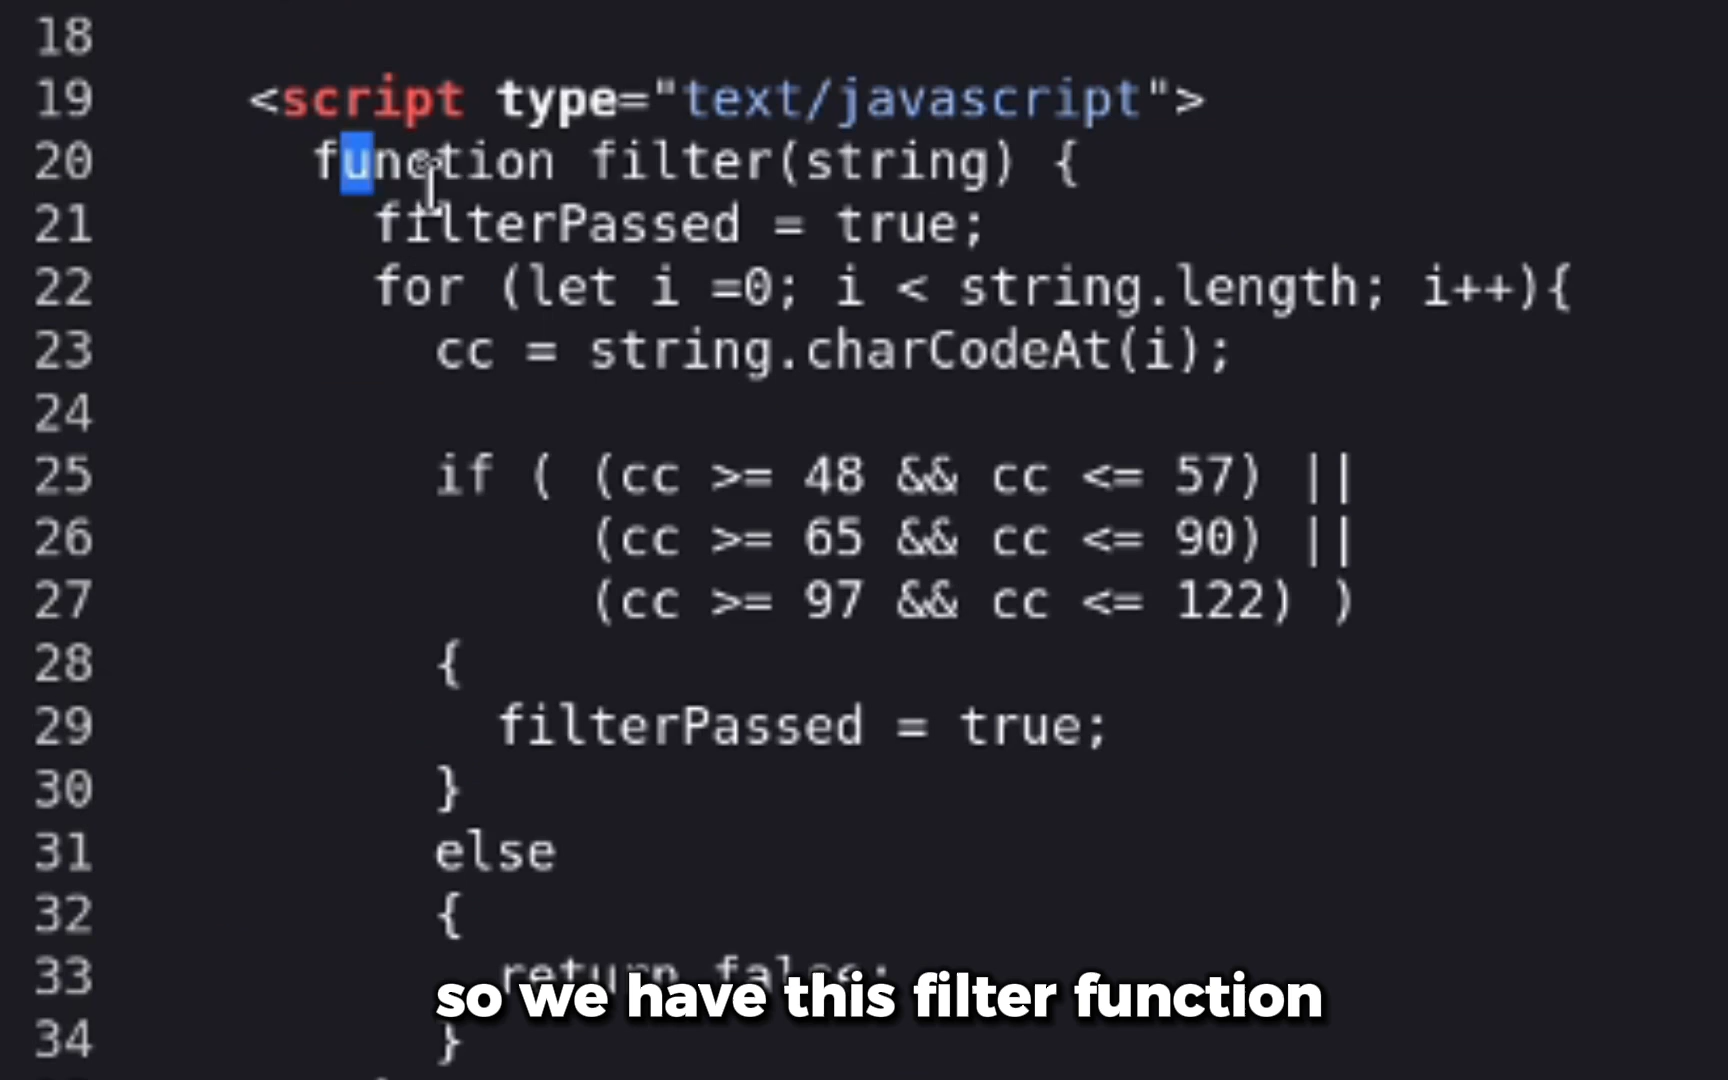 18
19 <script type="text/javascript">
20 function filter(string) {
21 filterPassed = true;
22 for (let i =0; i < string.length; i++){
23 cc = string.charCodeAt(i);
24
25 if ( (cc >= 48 && cc <= 57) ||
26 (cc >= 65 && cc <= 90) ||
27 (cc >= 97 && cc <= 122) )
28 {
29 filterPassed = true;
30 }
31 else
32 {
33 return false;
so we have this filter function
34 }